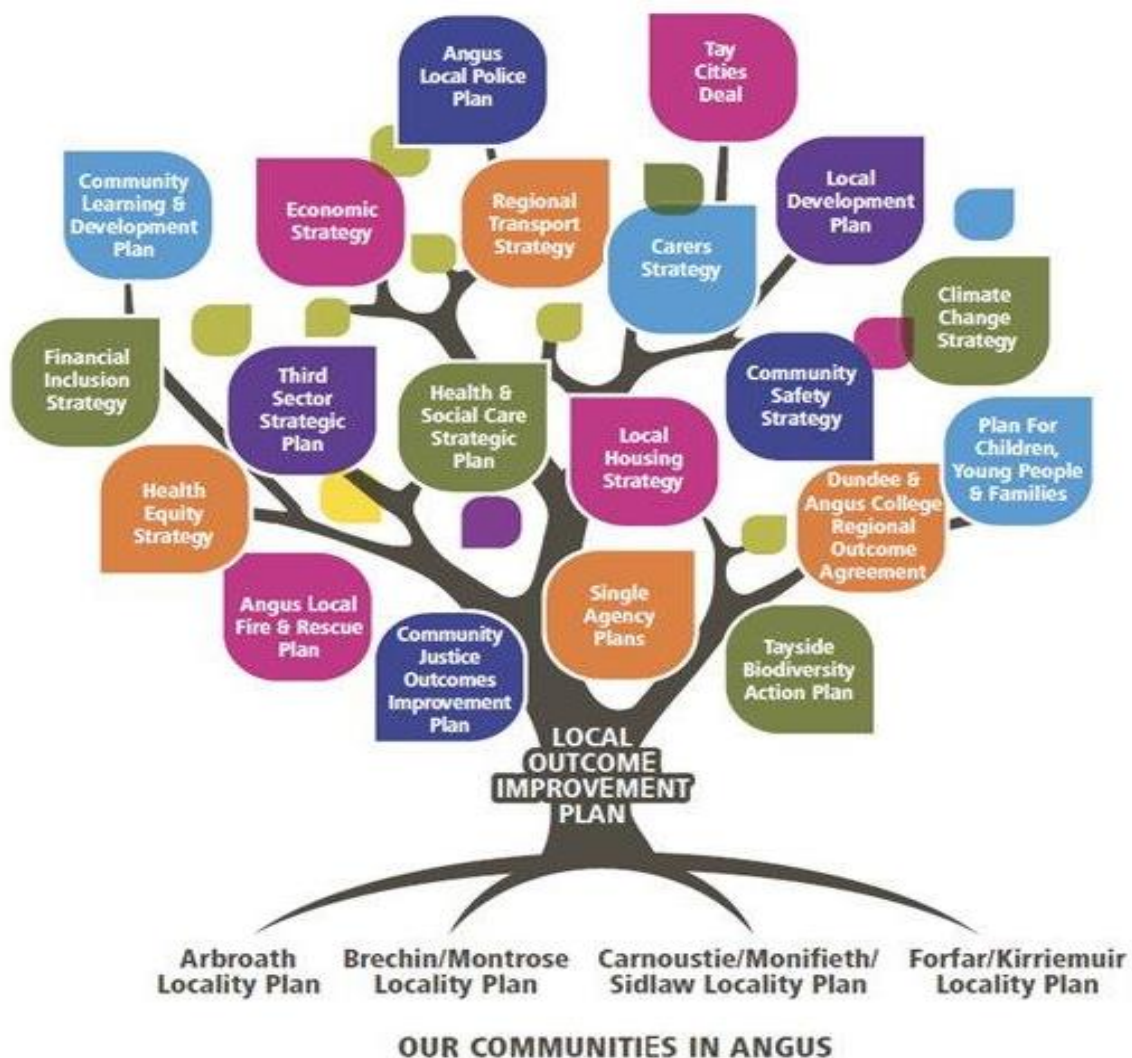 Angus
Local Police
Plan
Tay
Cities
Deal
Community
Learning &
Development
Plan
Economic
Strategy
Regional
Transport
Strategy
Carers
Strategy
Local
Development
Plan
Climate
Change
Strategy
Financial
Inclusion
Strategy
Third
Sector
Strategic
Plan
Health &
Social Care
Strategic
Plan
Local
Housing
Strategy
Community
Safety
Strategy
Plan For
Children,
Young People
& Families
Health
Equity
Strategy
Dundee &
Angus College
Regional
Outcome
Agreement
Angus Local
Fire & Rescue
Plan
Community
Justice
Outcomes
Improvement
Plan
Single
Agency
Plans
Tayside
Biodiversity
Action Plan
LOCAL
OUTCOME
IMPROVEMENT
PLAN
Arbroath
Locality Plan
Brechin/Montrose
Locality Plan
Carnoustie/Monifieth/
Sidlaw Locality Plan
Forfar/Kirriemuir
Locality Plan
OUR COMMUNITIES IN ANGUS